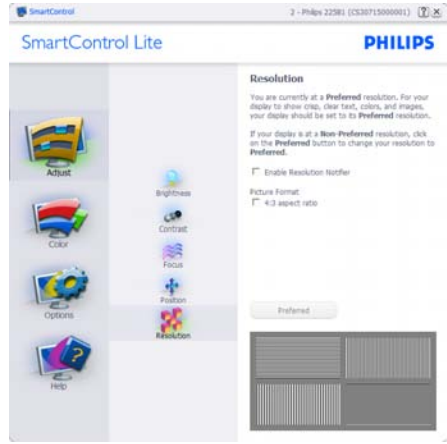 SmartControl
2 - Philips 225B1 (CS30715000001)
SmartControl Lite
PHILIPS
Adjust
Color
Options
Help
Brightness
Contrast
Focus
Position
Resolution
Resolution
You are currently at a Preferred resolution. For your
display to show crisp, clear text, colors, and images,
your display should be set to its Preferred resolution.
If your display is at a Non-Preferred resolution, click
on the Preferred button to change your resolution to
Preferred.
Enable Resolution Notifier
Picture Format
4:3 aspect ratio
Preferred